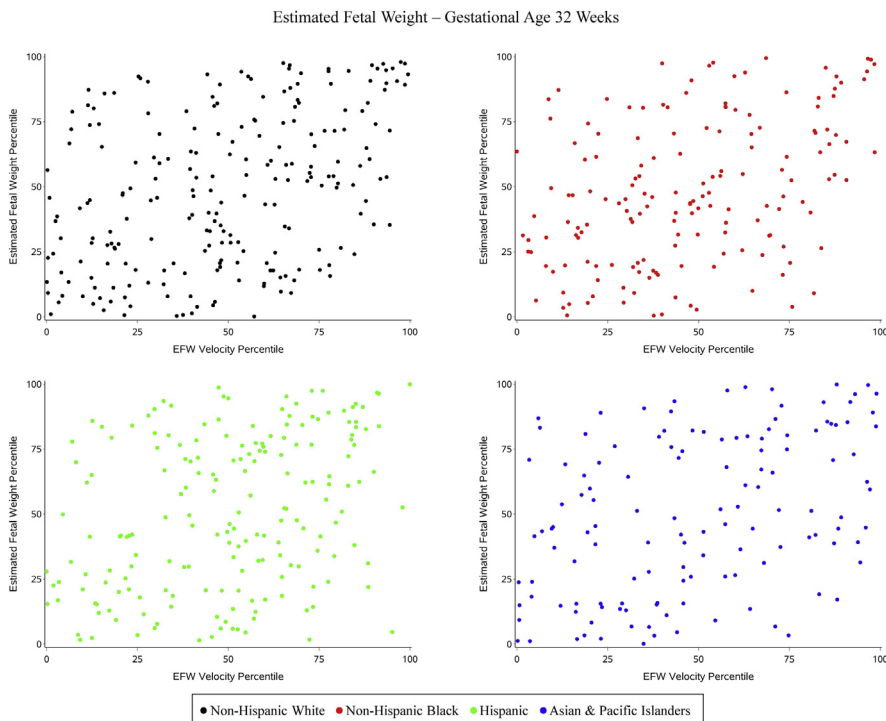 Estimated Fetal Weight – Gestational Age 32 Weeks
Estimated Fetal Weight Percentile
100
75
50
25
0
0 25 50 75 100
EFW Velocity Percentile
Estimated Fetal Weight Percentile
100
75
50
25
0
0 25 50 75 100
EFW Velocity Percentile
Estimated Fetal Weight Percentile
100
75
50
25
0
0 25 50 75 100
EFW Velocity Percentile
Estimated Fetal Weight Percentile
100
75
50
25
0
0 25 50 75 100
EFW Velocity Percentile
Non-Hispanic White Non-Hispanic Black Hispanic Asian & Pacific Islanders